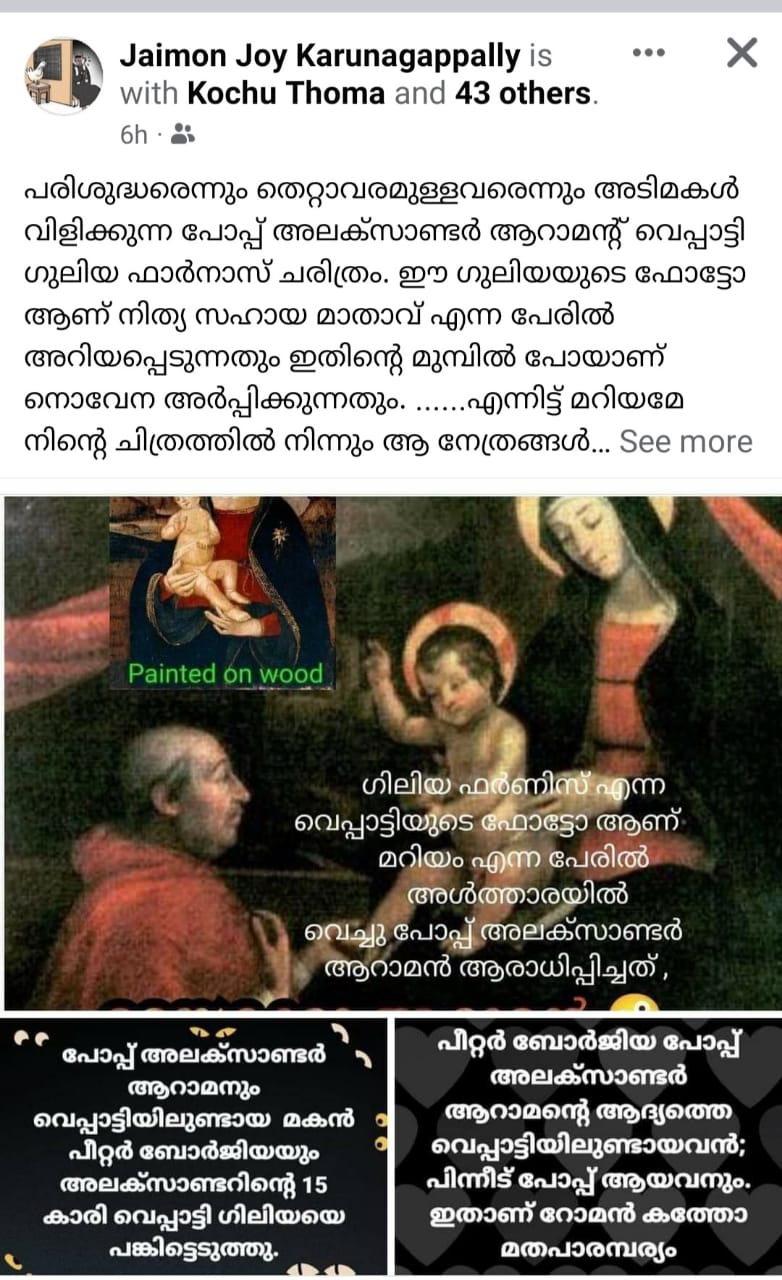 Jaimon Joy Karunagappally is
with Kochu Thoma and 43 others.
6h ·
പരിശുദ്ധരെന്നും തെറ്റാവരമുള്ളവരെന്നും അടിമകൾ
വിളിക്കുന്ന പോപ്പ് അലക്സാണ്ടർ ആറാമന്റ് വെപ്പാട്ടി
ഗുലിയ ഫാർനാസ് ചരിത്രം. ഈ ഗുലിയയുടെ ഫോട്ടോ
ആണ് നിത്യ സഹായ മാതാവ് എന്ന പേരിൽ
അറിയപ്പെടുന്നതും ഇതിന്റെ മുമ്പിൽ പോയാണ്
നൊവേന അർപ്പിക്കുന്നതും. ......എന്നിട്ട് മറിയമേ
നിന്റെ ചിത്രത്തിൽ നിന്നും ആ നേത്രങ്ങൾ... See more
Painted on wood
ഗിലിയ ഫർണിസ് എന്ന
വെപ്പാട്ടിയുടെ ഫോട്ടോ ആണ്
മറിയം എന്ന പേരിൽ
അൾത്താരയിൽ
വെച്ചു പോപ്പ് അലക്സാണ്ടർ
ആറാമൻ ആരാധിപ്പിച്ചത് ,
പോപ്പ് അലക്സാണ്ടർ
ആറാമനും
വെപ്പാട്ടിയിലുണ്ടായ മകൻ
പീറ്റർ ബോർജിയയും
അലക്സാണ്ടറിന്റെ 15
കാരി വെപ്പാട്ടി ഗിലിയയെ
പങ്കിട്ടെടുത്തു.
പീറ്റർ ബോർജിയ പോപ്പ്
അലക്സാണ്ടർ
ആറാമന്റെ ആദ്യത്തെ
വെപ്പാട്ടിയിലുണ്ടായവൻ;
പിന്നീട് പോപ്പ് ആയവനും.
ഇതാണ് റോമൻ കത്തോ
മതപാരമ്പര്യം